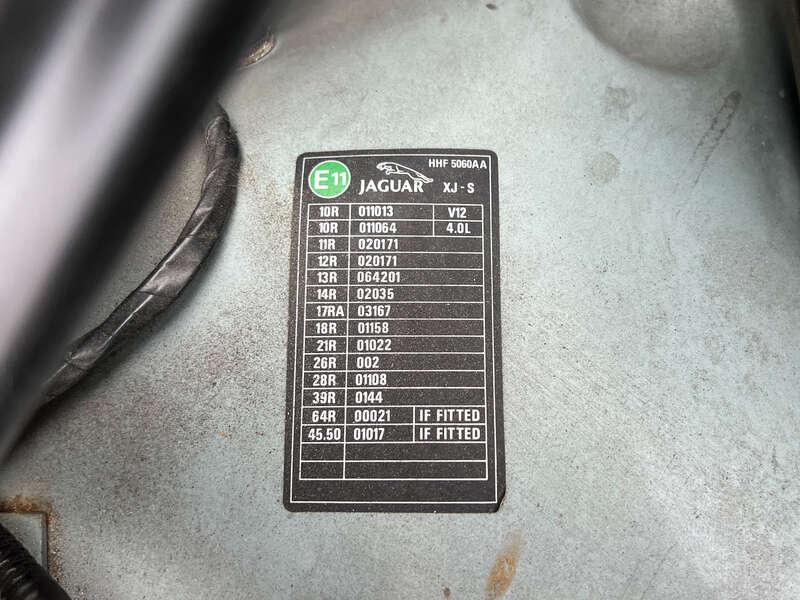 HHF 5060AA
E11 JAGUAR XJ-S
10R 011013 V12
10R 011064 4.0L
11R 020171
12R 020171
13R 064201
14R 02035
17RA 03167
18R 01158
21R 01022
26R 002
28R 01108
39R 0144
64R 00021 IF FITTED
45.50 01017 IF FITTED